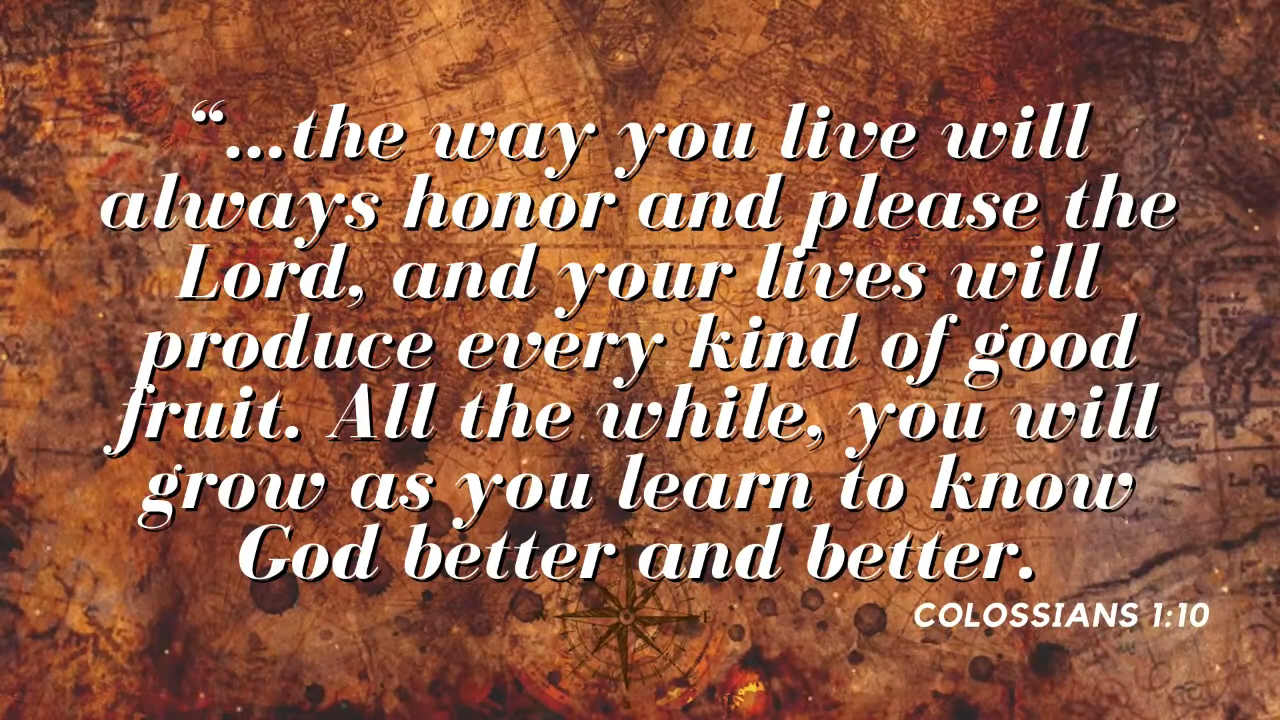 “...the way you live will
always honor and please the
Lord, and your lives will
produce every kind of good
fruit. All the while, you will
grow as you learn to know
God better and better.
COLOSSIANS 1:10